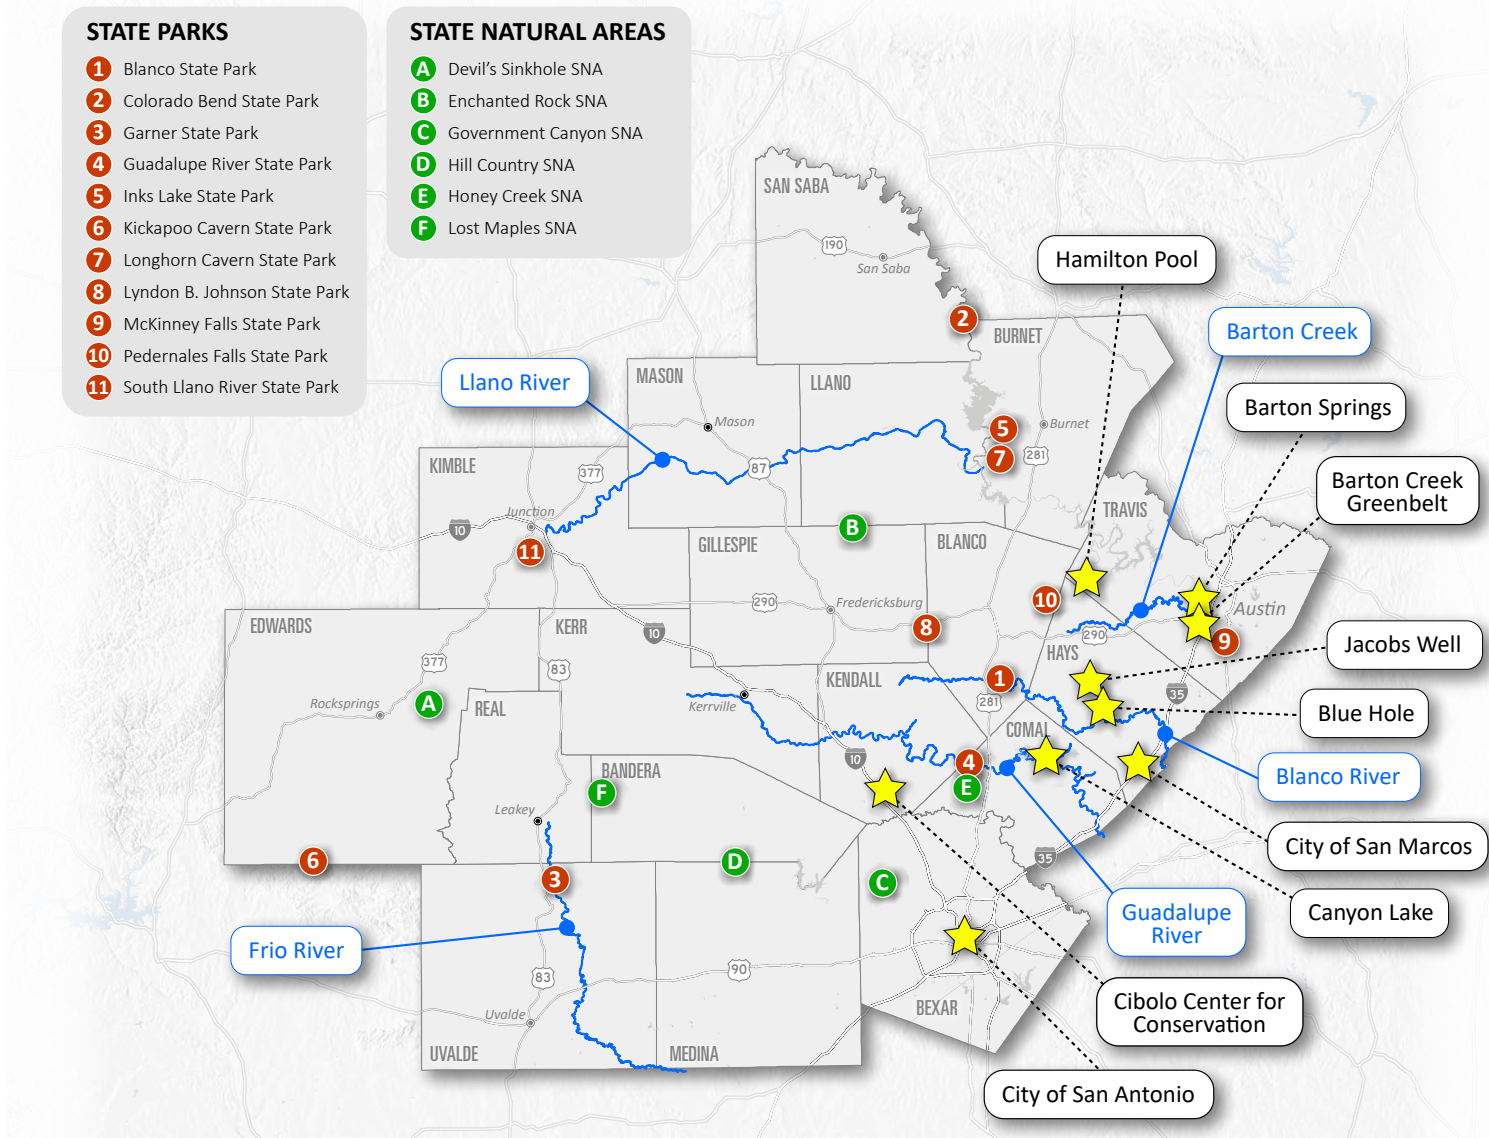 STATE PARKS
1 Blanco State Park
2 Colorado Bend State Park
3 Garner State Park
4 Guadalupe River State Park
5 Inks Lake State Park
6 Kickapoo Cavern State Park
7 Longhorn Cavern State Park
8 Lyndon B. Johnson State Park
9 McKinney Falls State Park
10 Pedernales Falls State Park
11 South Llano River State Park
STATE NATURAL AREAS
A Devil's Sinkhole SNA
B Enchanted Rock SNA
C Government Canyon SNA
D Hill Country SNA
E Honey Creek SNA
F Lost Maples SNA
SAN SABA
190
San Saba
Hamilton Pool
2
BURNET
Barton Creek
Llano River
MASON
LLANO
Barton Springs
Mason
5
Burnet
7
281
KIMBLE
377
87
Barton Creek
Greenbelt
TRAVIS
Junction
10
B
11
GILLESPIE
BLANCO
290
Fredericksburg
10
Austin
EDWARDS
KERR
10
8
290
9
HAYS
Jacobs Well
377
83
KENDALL
1
35
Rocksprings
A
REAL
Kerrville
281
Blue Hole
COMAL
10
4
Blanco River
BANDERA
F
E
Leakey
City of San Marcos
6
3
D
C
35
Canyon Lake
Guadalupe
River
Frio River
83
90
Cibolo Center for
Conservation
Uvalde
BEXAR
UVALDE
MEDINA
City of San Antonio